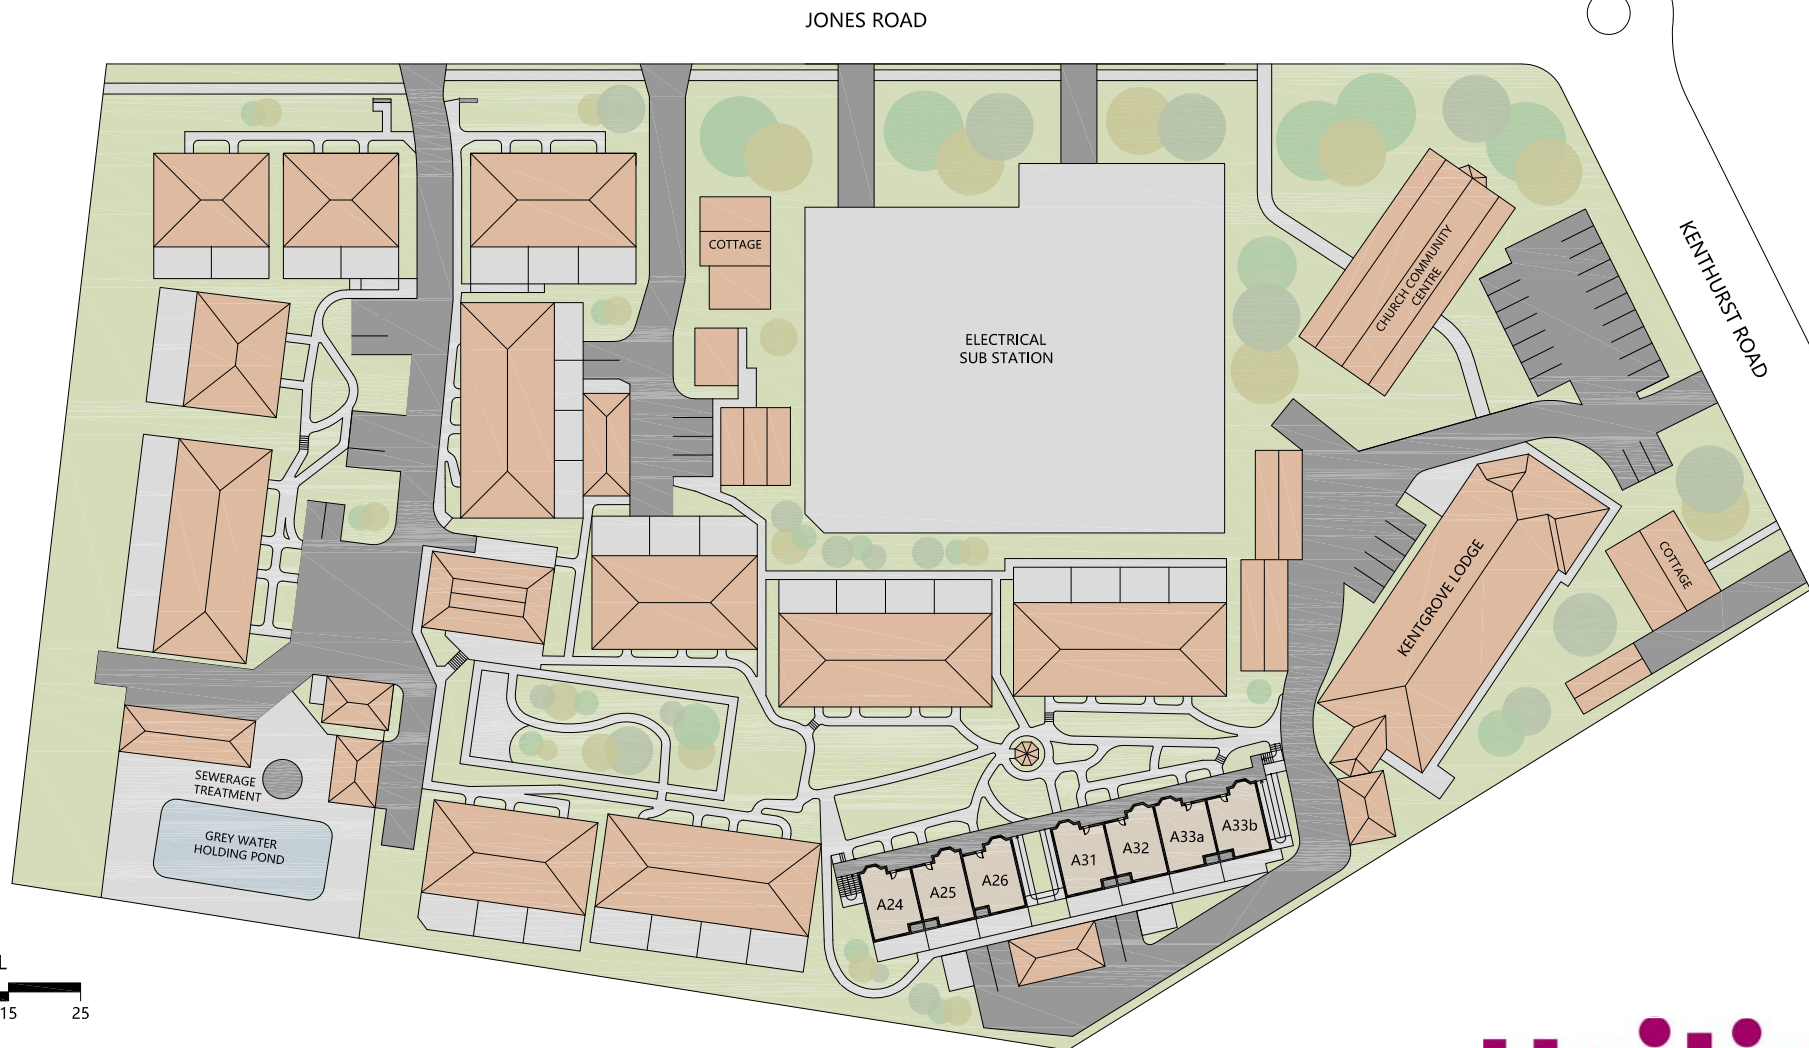 JONES ROAD
KENTHURST ROAD
COTTAGE
CHURCH COMMUNITY
CENTRE
ELECTRICAL
SUB STATION
KENTGROVE LODGE
COTTAGE
SEWERAGE
TREATMENT
GREY WATER
HOLDING POND
A24
A25
A26
A31
A32
A33a
A33b
L
15 25